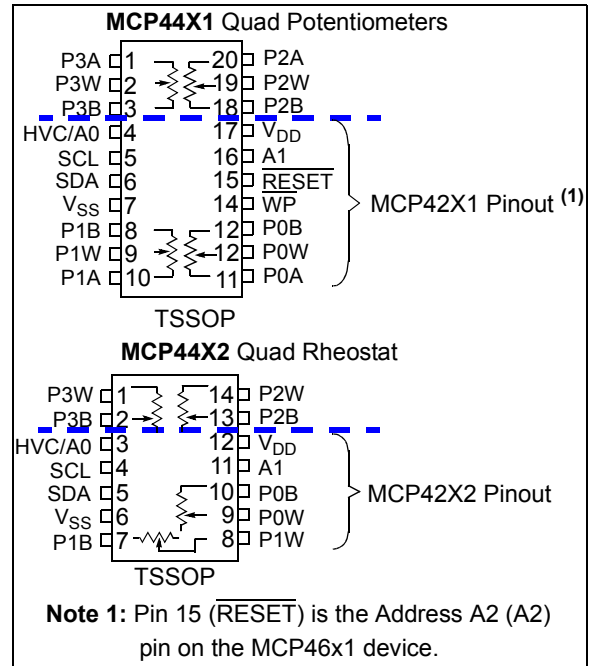 MCP44X1 Quad Potentiometers
P3A 1 20 P2A
P3W 2 19 P2W
P3B 3 18 P2B
HVC/A0 4 17 VDD
SCL 5 16 A1
SDA 6 15 RESET
VSS 7 14 WP
P1B 8 12 P0B
P1W 9 12 P0W
P1A 10 11 P0A
MCP42X1 Pinout (1)
TSSOP
MCP44X2 Quad Rheostat
P3W 1 14 P2W
P3B 2 13 P2B
HVC/A0 3 12 VDD
SCL 4 11 A1
SDA 5 10 P0B
VSS 6 9 P0W
P1B 7 8 P1W
MCP42X2 Pinout
TSSOP
Note 1: Pin 15 (RESET) is the Address A2 (A2)
pin on the MCP46x1 device.